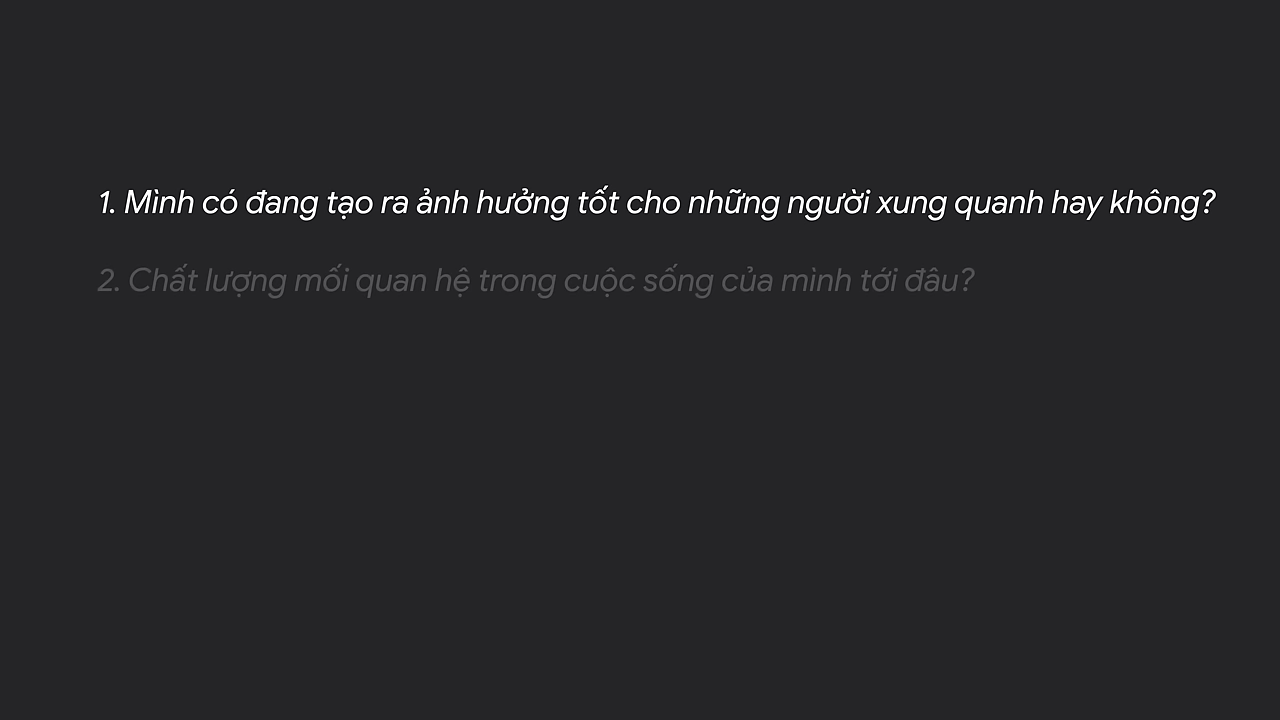 1. Mình có đang tạo ra ảnh hưởng tốt cho những người xung quanh hay không?
2. Chất lượng mối quan hệ trong cuộc sống của mình tới đâu?